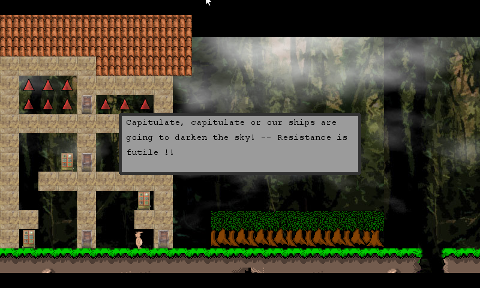 Capitulate, capitulate or our ships are
going to darken the sky! -- Resistance is
futile !!